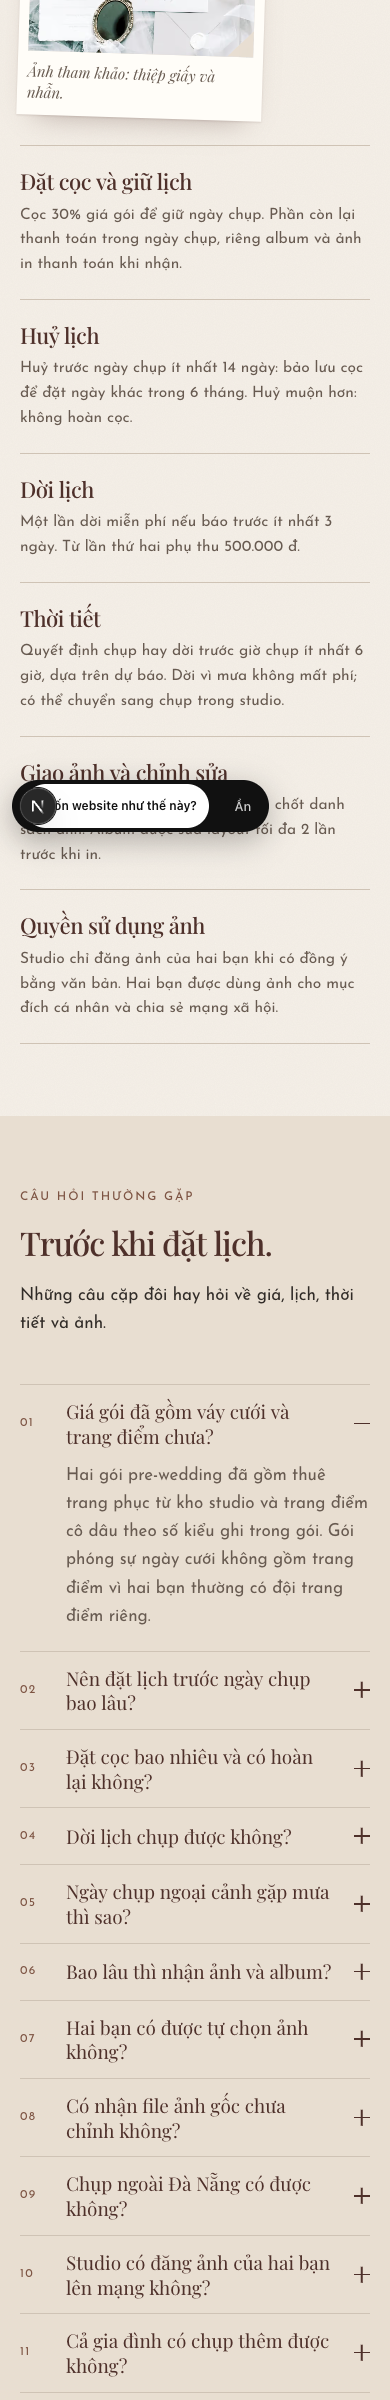 Ảnh tham khảo: thiệp giấy và
nhẫn.
Đặt cọc và giữ lịch
Cọc 30% giá gói để giữ ngày chụp. Phần còn lại
thanh toán trong ngày chụp, riêng album và ảnh
in thanh toán khi nhận.
Huỷ lịch
Huỷ trước ngày chụp ít nhất 14 ngày: bảo lưu cọc
để đặt ngày khác trong 6 tháng. Huỷ muộn hơn:
không hoàn cọc.
Dời lịch
Một lần dời miễn phí nếu báo trước ít nhất 3
ngày. Từ lần thứ hai phụ thu 500.000 đ.
Thời tiết
Quyết định chụp hay dời trước giờ chụp ít nhất 6
giờ, dựa trên dự báo. Dời vì mưa không mất phí;
có thể chuyển sang chụp trong studio.
Giao ảnh và chỉnh sửa
N
website như thế này?
Ẩn
chốt danh
tối đa 2 lần
trước khi in.
Quyền sử dụng ảnh
Studio chỉ đăng ảnh của hai bạn khi có đồng ý
bằng văn bản. Hai bạn được dùng ảnh cho mục
đích cá nhân và chia sẻ mạng xã hội.
CÂU HỎI THƯỜNG GẶP
Trước khi đặt lịch.
Những câu cặp đôi hay hỏi về giá, lịch, thời
tiết và ảnh.
01
Giá gói đã gồm váy cưới và
trang điểm chưa?
Hai gói pre-wedding đã gồm thuê
trang phục từ kho studio và trang điểm
cô dâu theo số kiểu ghi trong gói. Gói
phóng sự ngày cưới không gồm trang
điểm vì hai bạn thường có đội trang
điểm riêng.
02
Nên đặt lịch trước ngày chụp
bao lâu?
03
Đặt cọc bao nhiêu và có hoàn
lại không?
04
Dời lịch chụp được không?
05
Ngày chụp ngoại cảnh gặp mưa
thì sao?
06
Bao lâu thì nhận ảnh và album?
07
Hai bạn có được tự chọn ảnh
không?
08
Có nhận file ảnh gốc chưa
chỉnh không?
09
Chụp ngoài Đà Nẵng có được
không?
10
Studio có đăng ảnh của hai bạn
lên mạng không?
11
Cả gia đình có chụp thêm được
không?